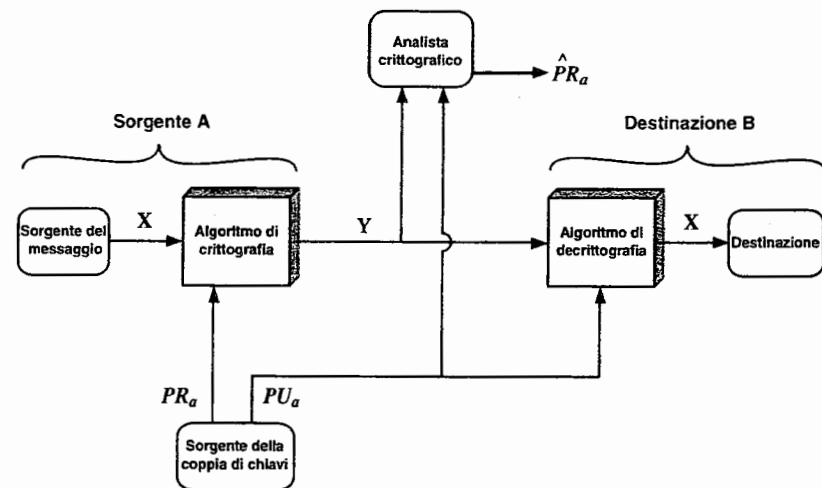 Analista
crittografico
^
PR_a
Sorgente A
Destinazione B
Sorgente del
messaggio
X
Algoritmo di
crittografia
Y
Algoritmo di
decrittografia
X
Destinazione
PR_a
PU_a
Sorgente della
coppia di chiavi